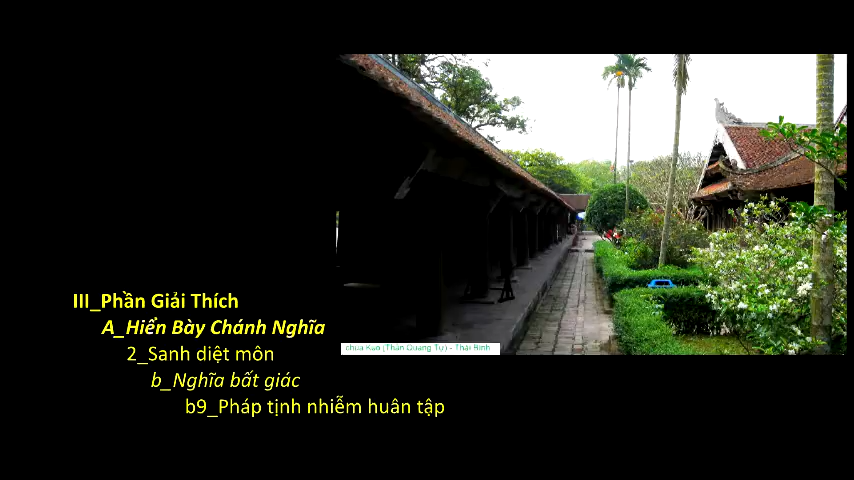 chùa Keo (Thần Quang Tự) - Thái Bình
III_Phần Giải Thích
A_Hiển Bày Chánh Nghĩa
2_Sanh diệt môn
b_Nghĩa bất giác
b9_Pháp tịnh nhiễm huân tập